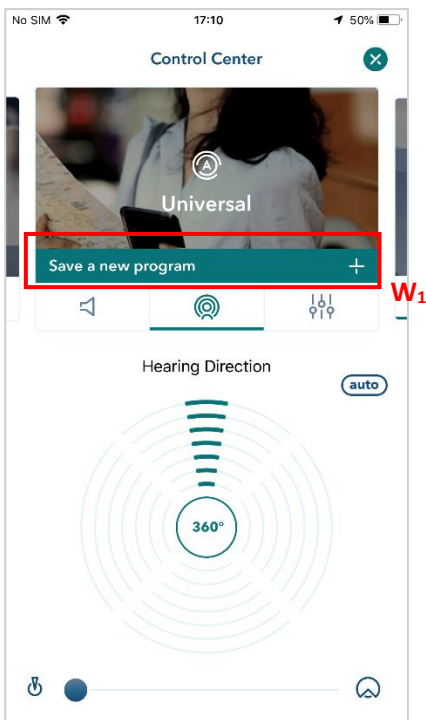 No SIM 17:10 50%
Control Center
A
Universal
Save a new program +
W1
Hearing Direction
auto
360°